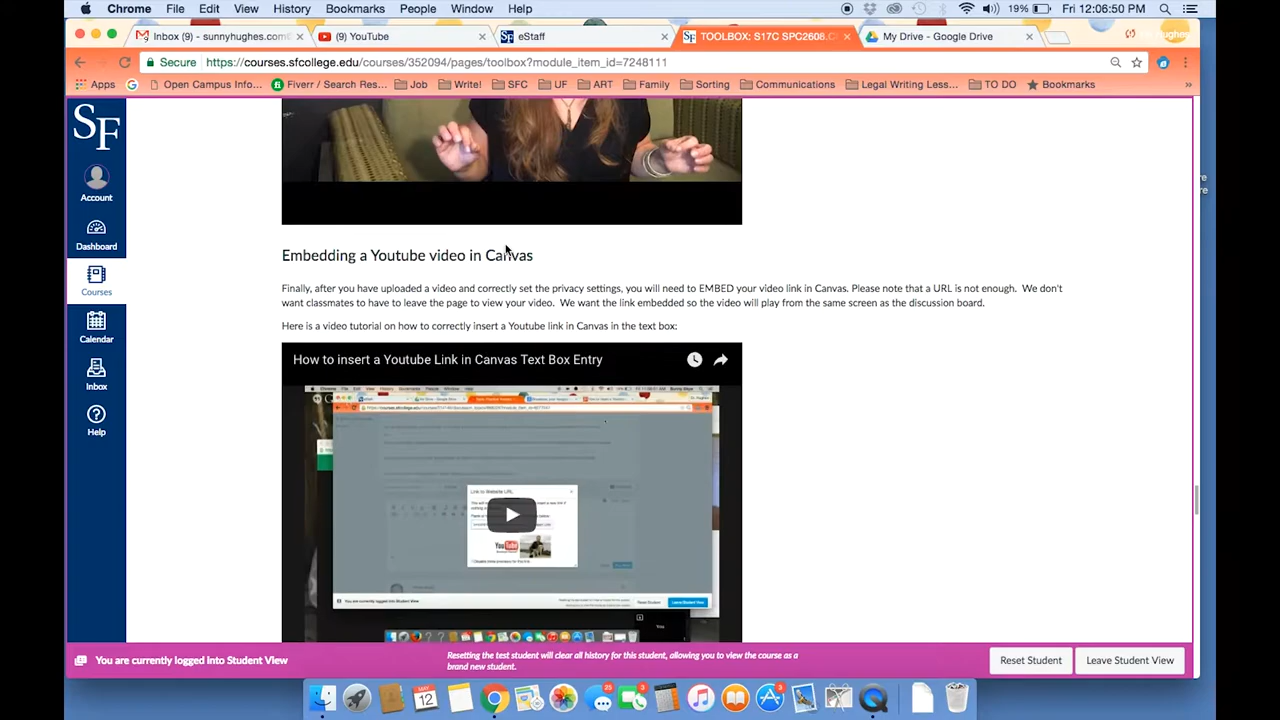 Chrome File Edit View History Bookmarks People Window Help 19% Fri 12:06:50 PM
Inbox (9) - sunnyhughes.com (9) YouTube eStaff TOOLBOX: S17C SPC2608. My Drive - Google Drive
Secure https://courses.sfcollege.edu/courses/352094/pages/toolbox?module_item_id=7248111
Apps Open Campus Info... Fiverr / Search Res... Job Write! SFC UF ART Family Sorting Communications Legal Writing Less... TO DO Bookmarks »
SF
Account
Dashboard
Courses
Calendar
Inbox
Help
Embedding a Youtube video in Canvas
Finally, after you have uploaded a video and correctly set the privacy settings, you will need to EMBED your video link in Canvas. Please note that a URL is not enough. We don't
want classmates to have to leave the page to view your video. We want the link embedded so the video will play from the same screen as the discussion board.
Here is a video tutorial on how to correctly insert a Youtube link in Canvas in the text box:
How to insert a Youtube Link in Canvas Text Box Entry
Link to Website URL
YouTube
You are currently logged into Student View
Resetting the test student will clear all history for this student, allowing you to view the course as a
brand new student.
Reset Student Leave Student View